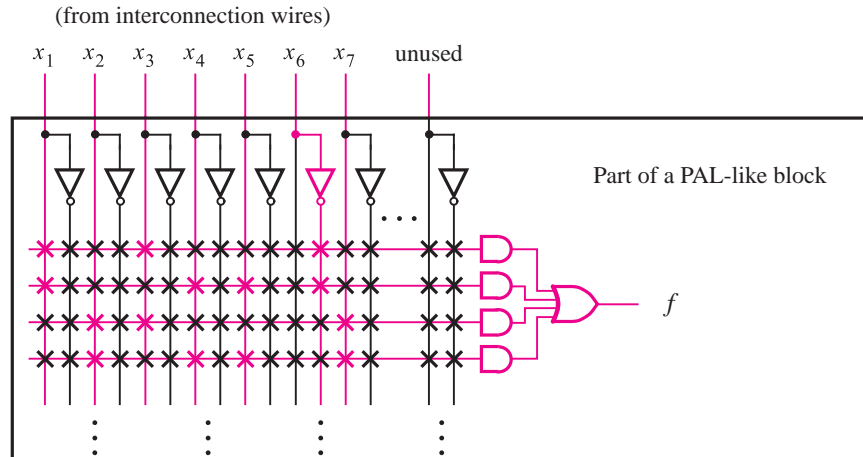 (from interconnection wires)
x₁ x₂ x₃ x₄ x₅ x₆ x₇ unused
Part of a PAL-like block
f